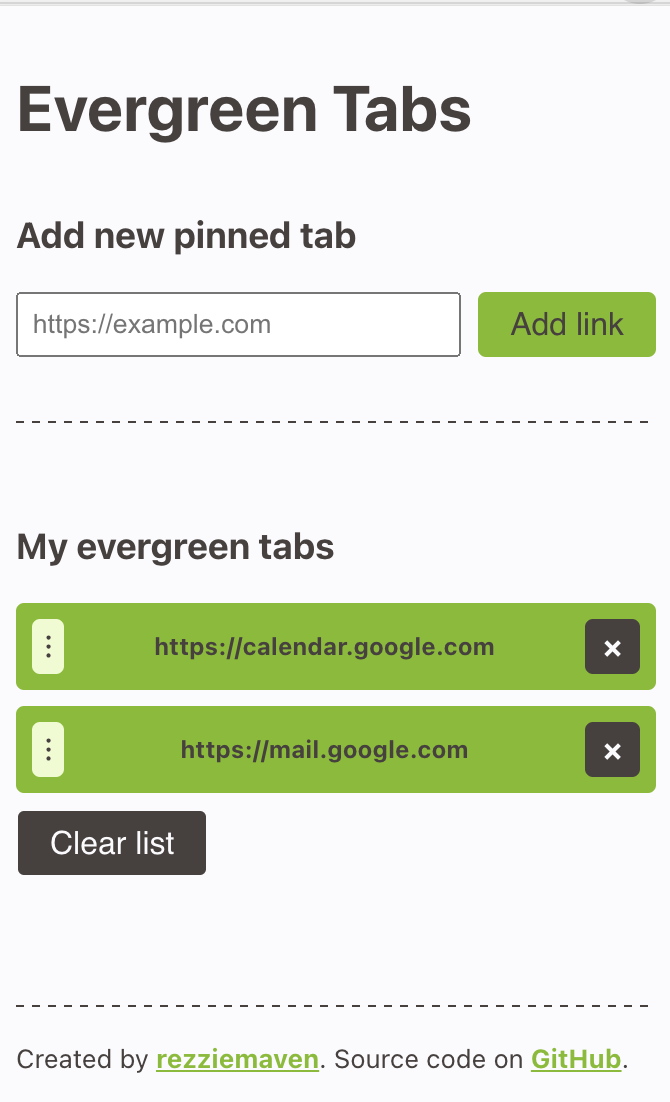 Evergreen Tabs
Add new pinned tab
https://example.com Add link
My evergreen tabs
https://calendar.google.com ×
https://mail.google.com ×
Clear list
Created by rezziemaven. Source code on GitHub.